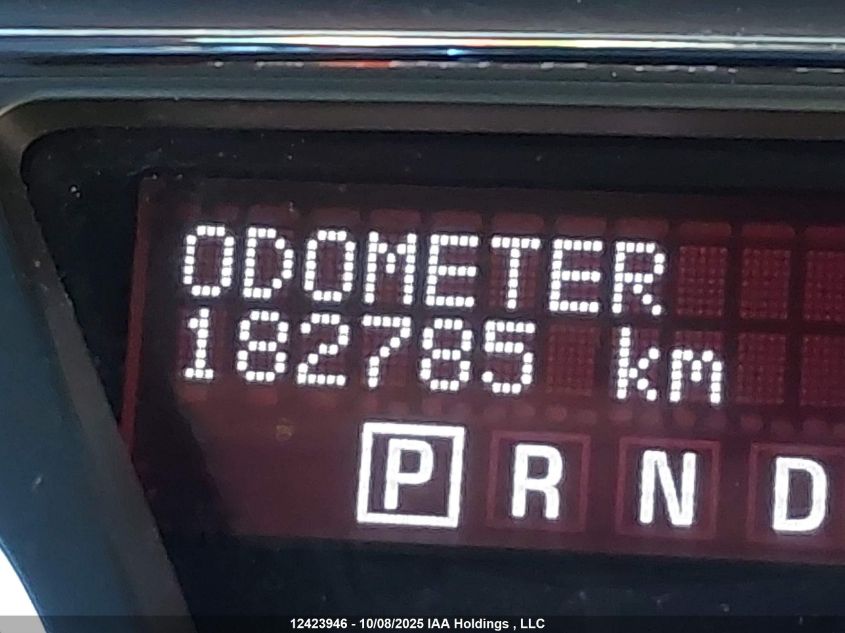 ODOMETER
182785 km
P R N D
12423946 - 10/08/2025 IAA Holdings , LLC